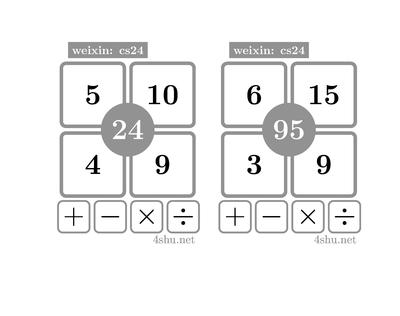 weixin: cs24
5 10
24
4 9
+ − × ÷
4shu.net
weixin: cs24
6 15
95
3 9
+ − × ÷
4shu.net